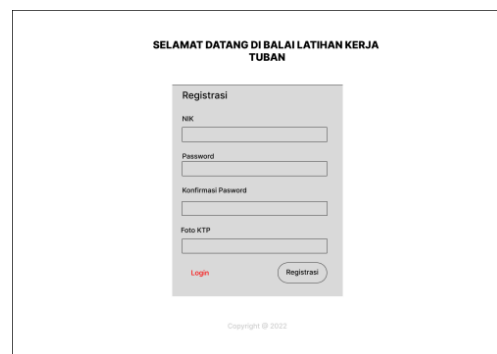 SELAMAT DATANG DI BALAI LATIHAN KERJA
TUBAN
Registrasi
NIK
Password
Konfirmasi Pasword
Foto KTP
Login
Registrasi
Copyright @ 2022